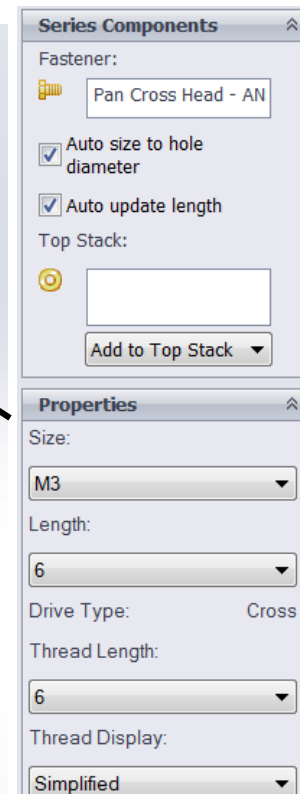 Series Components
Fastener:
Pan Cross Head - AN
Auto size to hole
diameter
Auto update length
Top Stack:
Add to Top Stack
Properties
Size:
M3
Length:
6
Drive Type: Cross
Thread Length:
6
Thread Display:
Simplified